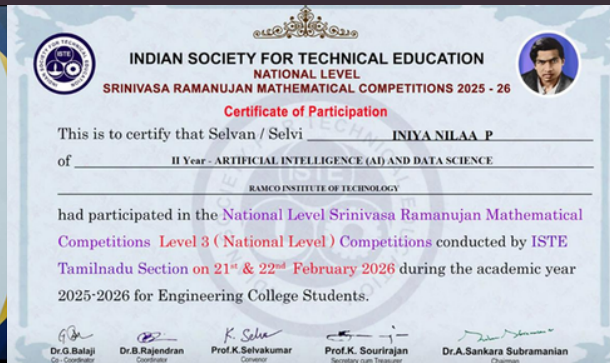 INDIAN SOCIETY FOR TECHNICAL EDUCATION
NATIONAL LEVEL
SRINIVASA RAMANUJAN MATHEMATICAL COMPETITIONS 2025 - 26
Certificate of Participation
This is to certify that Selvan / Selvi INIYA NILAA P
of II Year - ARTIFICIAL INTELLIGENCE (AI) AND DATA SCIENCE
RAMCO INSTITUTE OF TECHNOLOGY
had participated in the National Level Srinivasa Ramanujan Mathematical
Competitions Level 3 ( National Level ) Competitions conducted by ISTE
Tamilnadu Section on 21st & 22nd February 2026 during the academic year
2025-2026 for Engineering College Students.
Dr.G.Balaji Dr.B.Rajendran Prof.K.Selvakumar Prof.K. Sourirajan Dr.A.Sankara Subramanian
Co - Coordinator Coordinator Convenor Secretary cum Treasurer Chairman